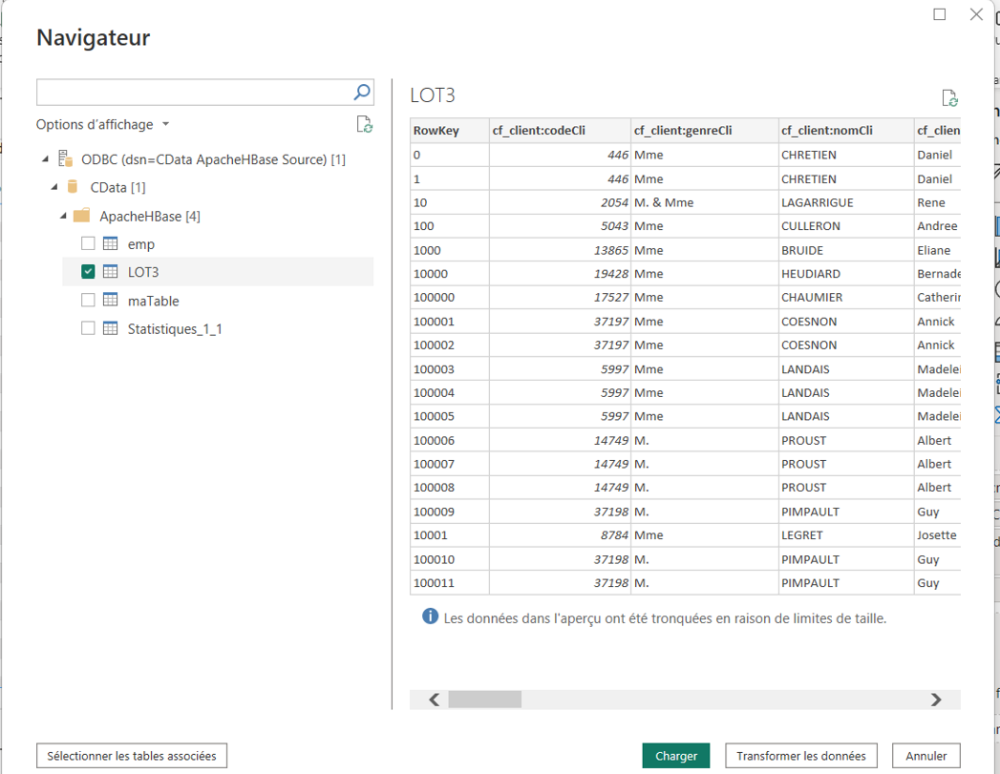 Navigateur
Options d'affichage
ODBC (dsn=CData ApacheHBase Source) [1]
CData [1]
ApacheHBase [4]
emp
LOT3
maTable
Statistiques_1_1
LOT3
RowKey cf_client:codeCli cf_client:genreCli cf_client:nomCli cf_clien
0 446 Mme CHRETIEN Daniel
1 446 Mme CHRETIEN Daniel
10 2054 M. & Mme LAGARRIGUE Rene
100 5043 Mme CULLERON Andree
1000 13865 Mme BRUIDE Eliane
10000 19428 Mme HEUDIARD Bernade
100000 17527 Mme CHAUMIER Catherin
100001 37197 Mme COESNON Annick
100002 37197 Mme COESNON Annick
100003 5997 Mme LANDAIS Madelei
100004 5997 Mme LANDAIS Madelei
100005 5997 Mme LANDAIS Madelei
100006 14749 M. PROUST Albert
100007 14749 M. PROUST Albert
100008 14749 M. PROUST Albert
100009 37198 M. PIMPAULT Guy
10001 8784 Mme LEGRET Josette
100010 37198 M. PIMPAULT Guy
100011 37198 M. PIMPAULT Guy
Les données dans l'aperçu ont été tronquées en raison de limites de taille.
Sélectionner les tables associées
Charger
Transformer les données
Annuler